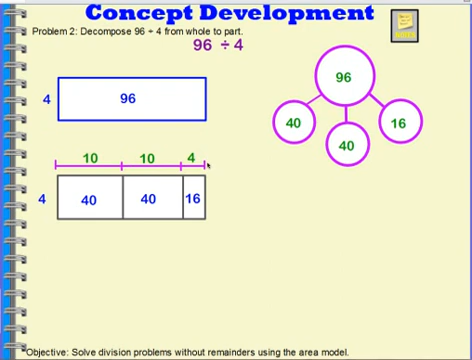 Concept Development
Problem 2: Decompose 96 ÷ 4 from whole to part.
96 ÷ 4
4 96
96
40 40 16
10 10 4
4 40 40 16
Objective: Solve division problems without remainders using the area model.